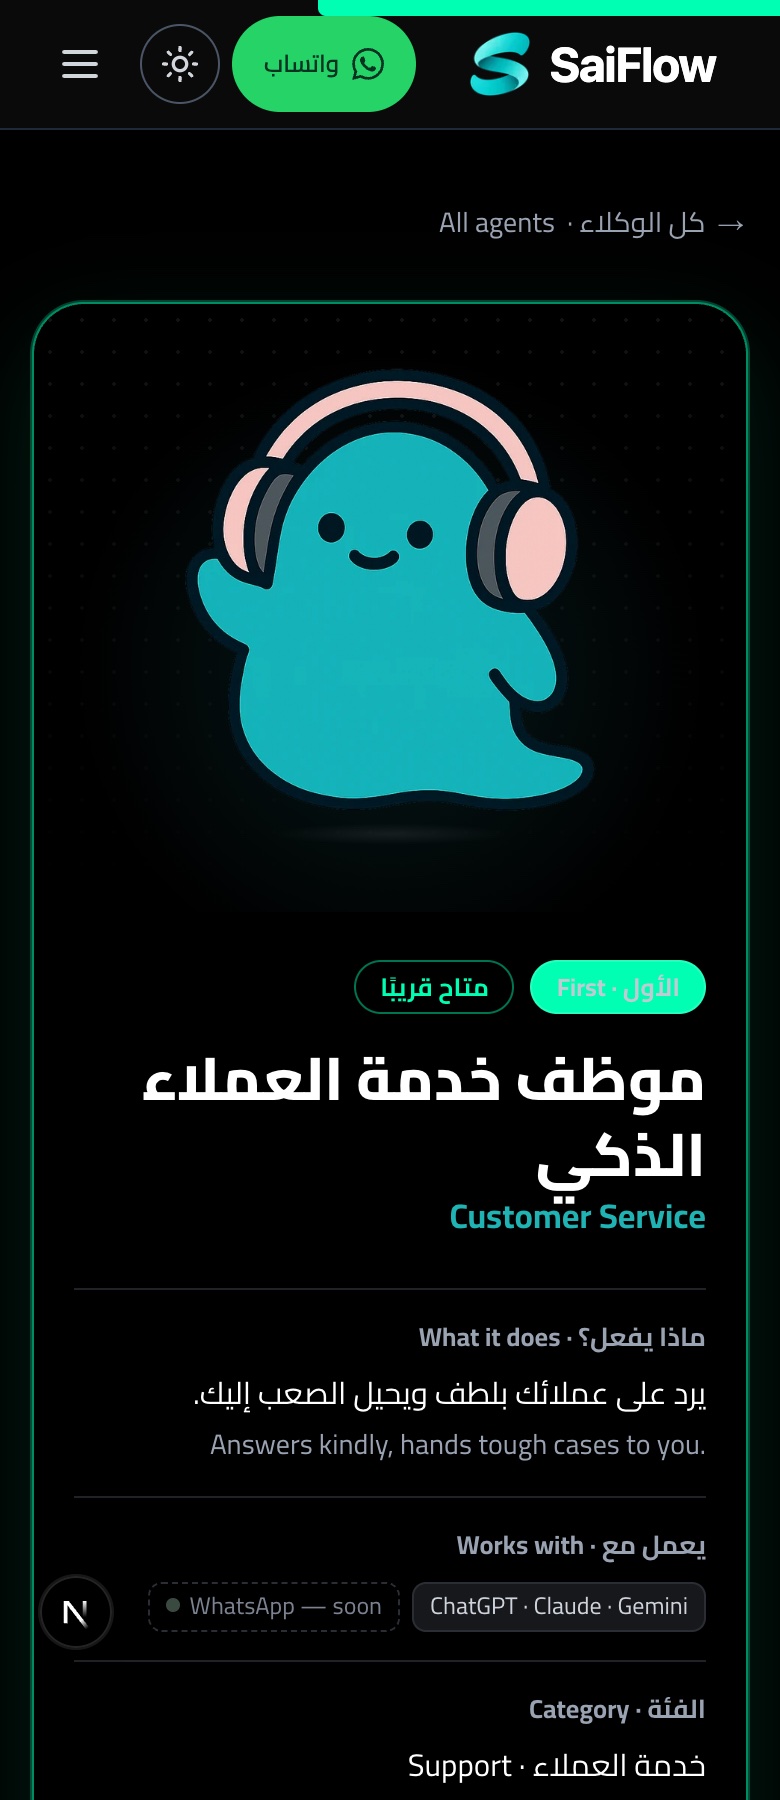 SaiFlow
واتساب
→ كل الوكلاء · All agents
الأول · First
متاح قريبًا
موظف خدمة العملاء
الذكي
Customer Service
ماذا يفعل؟ · What it does
يرد على عملائك بلطف ويحيل الصعب إليك.
Answers kindly, hands tough cases to you.
يعمل مع · Works with
ChatGPT · Claude · Gemini
WhatsApp — soon
N
الفئة · Category
خدمة العملاء · Support